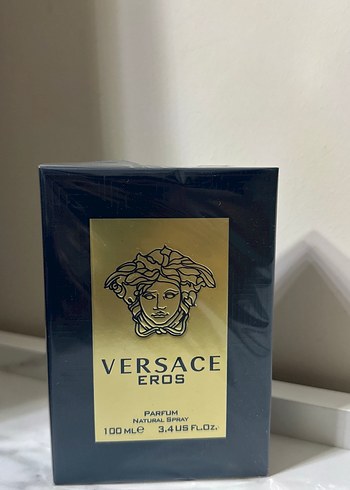 VERSACE
EROS
PARFUM
NATURAL SPRAY
100 ML℮ 3.4 US FL.OZ.